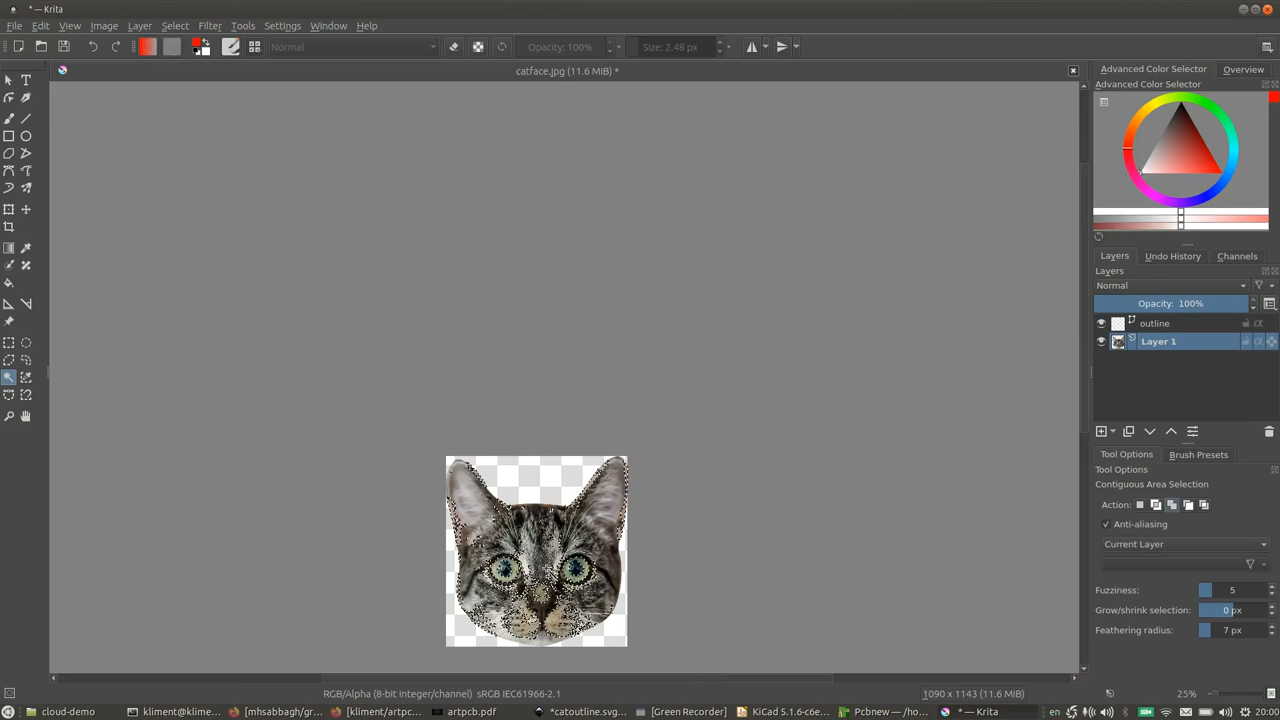 * — Krita
File Edit View Image Layer Select Filter Tools Settings Window Help
Normal Opacity: 100% Size: 2.48 px
catface.jpg (11.6 MiB) *
Advanced Color Selector Overview
Advanced Color Selector
Layers Undo History Channels
Layers
Normal
Opacity: 100%
outline
Layer 1
Tool Options Brush Presets
Tool Options
Contiguous Area Selection
Action:
Anti-aliasing
Current Layer
Fuzziness: 5
Grow/shrink selection: 0 px
Feathering radius: 7 px
RGB/Alpha (8-bit integer/channel) sRGB IEC61966-2.1 1090 x 1143 (11.6 MiB) 25%
cloud-demo kliment@klime... [mhsabbagh/gr... [kliment/artpc... artpcb.pdf *catoutline.svg... [Green Recorder] KiCad 5.1.6-c6e... Pcbnew — /ho... * — Krita en 20:00